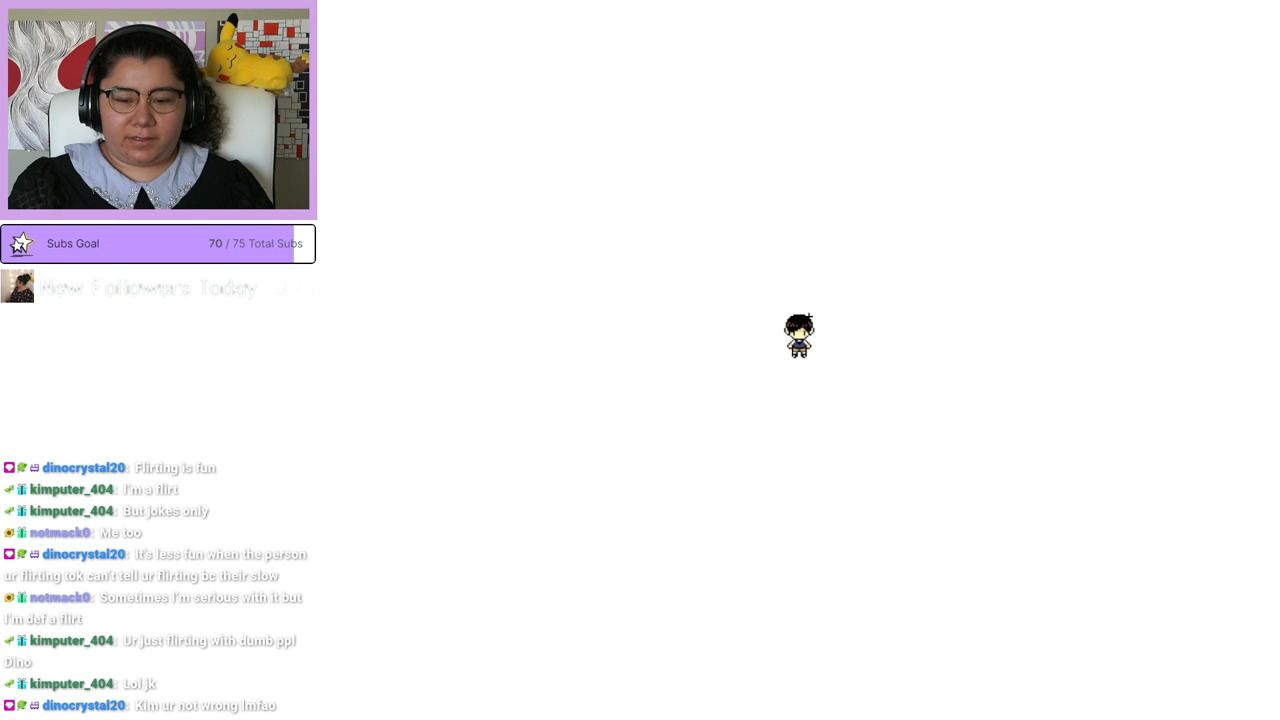 Subs Goal 70 / 75 Total Subs
New Followers Today
dinocrystal20: Flirting is fun
kimputer_404: I'm a flirt
kimputer_404: But jokes only
notmack0: Me too
dinocrystal20: It's less fun when the person
ur flirting tok can't tell ur flirting bc their slow
notmack0: Sometimes I'm serious with it but
I'm def a flirt
kimputer_404: Ur just flirting with dumb ppl
Dino
kimputer_404: Lol jk
dinocrystal20: Kim ur not wrong lmfao